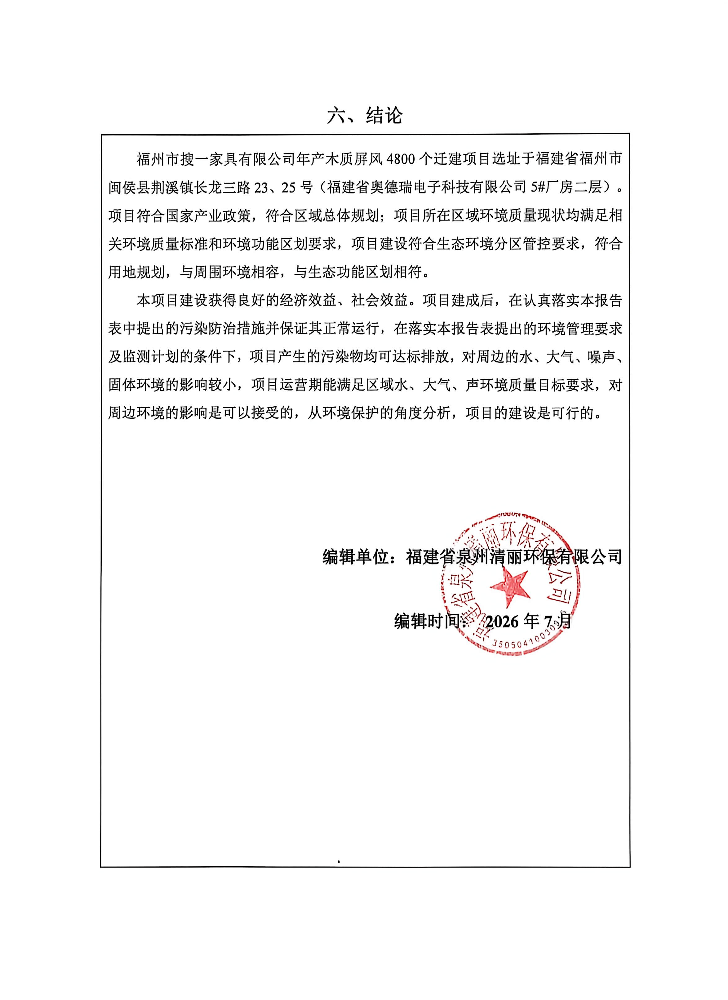 六、结论
福州市搜一家具有限公司年产木质屏风 4800 个迁建项目选址于福建省福州市
闽侯县荆溪镇长龙三路 23、25 号（福建省奥德瑞电子科技有限公司 5#厂房二层）。
项目符合国家产业政策，符合区域总体规划；项目所在区域环境质量现状均满足相
关环境质量标准和环境功能区划要求，项目建设符合生态环境分区管控要求，符合
用地规划，与周围环境相容，与生态功能区划相符。
本项目建设获得良好的经济效益、社会效益。项目建成后，在认真落实本报告
表中提出的污染防治措施并保证其正常运行，在落实本报告表提出的环境管理要求
及监测计划的条件下，项目产生的污染物均可达标排放，对周边的水、大气、噪声、
固体环境的影响较小，项目运营期能满足区域水、大气、声环境质量目标要求，对
周边环境的影响是可以接受的，从环境保护的角度分析，项目的建设是可行的。
编辑单位：福建省泉州清丽环保有限公司
编辑时间： 2026 年 7 月
福建省泉州清丽环保有限公司